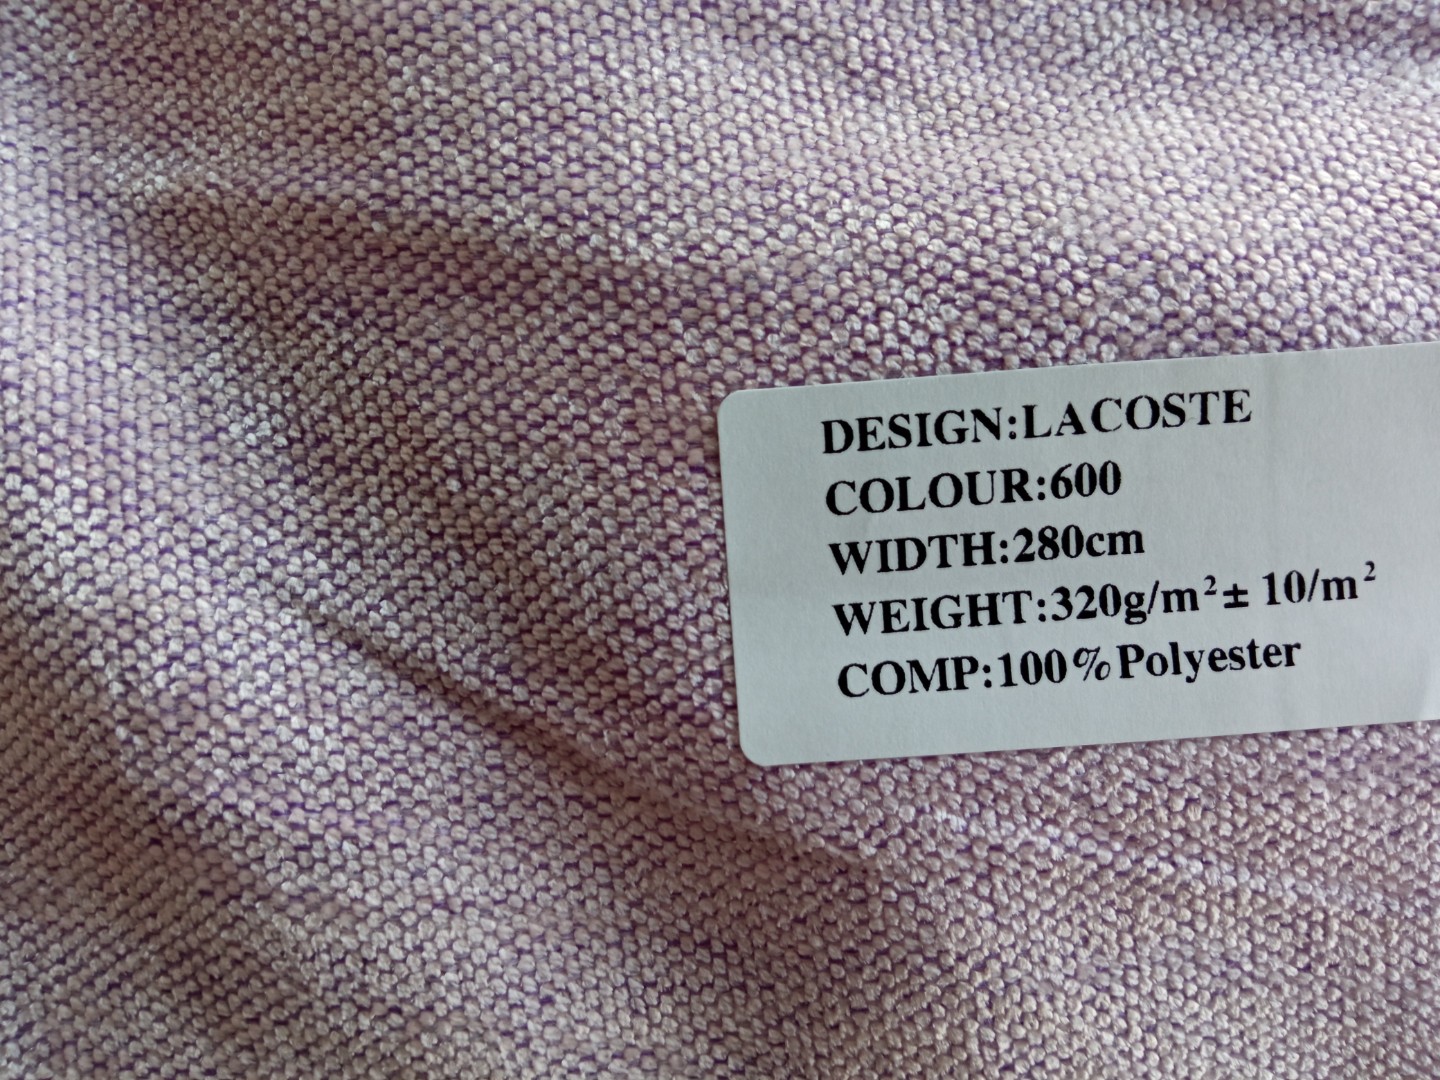 DESIGN:LACOSTE
COLOUR:600
WIDTH:280cm
WEIGHT:320g/m²± 10/m²
COMP:100%Polyester